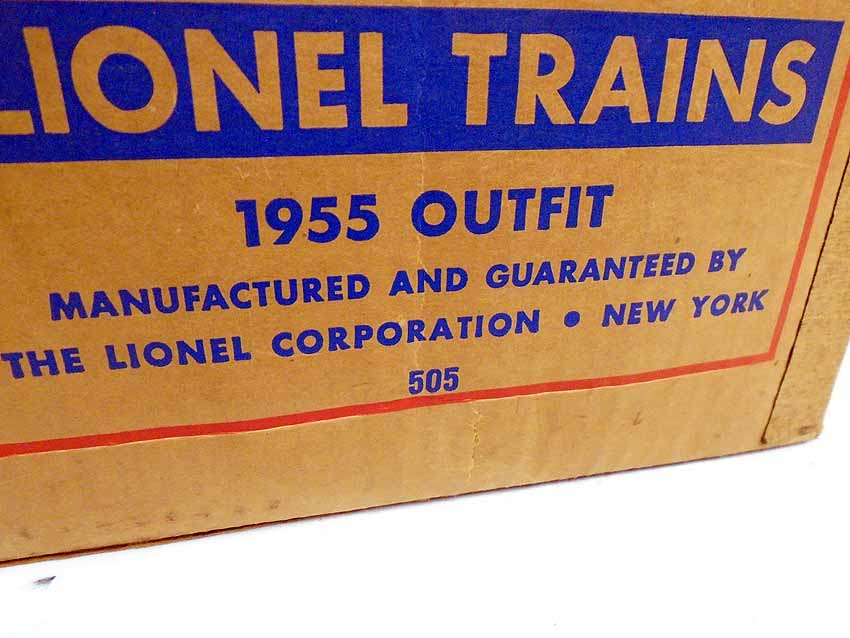 LIONEL TRAINS
1955 OUTFIT
MANUFACTURED AND GUARANTEED BY
THE LIONEL CORPORATION • NEW YORK
505